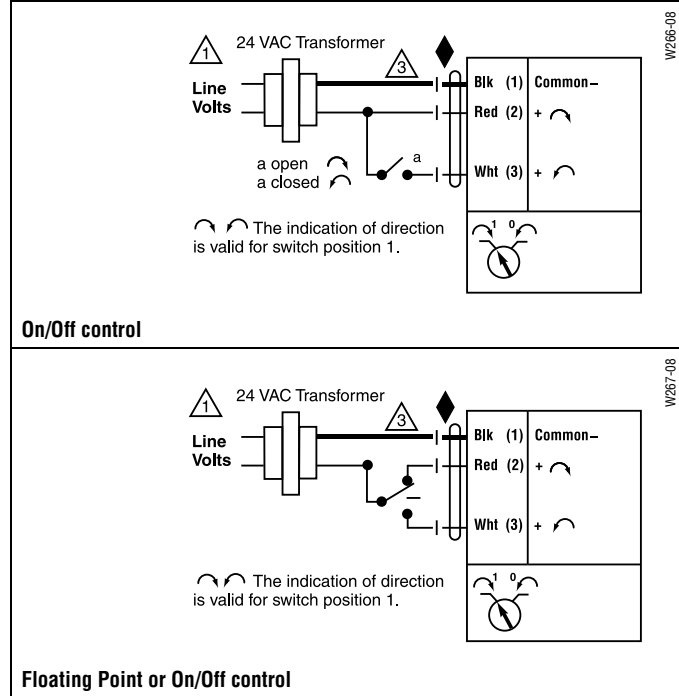 W266-08
1
24 VAC Transformer
3
Line
Volts
Blk (1) Common–
Red (2) +
a
a open
a closed
Wht (3) +
The indication of direction
is valid for switch position 1.
1 0
On/Off control
W267-08
1
24 VAC Transformer
3
Line
Volts
Blk (1) Common–
Red (2) +
Wht (3) +
The indication of direction
is valid for switch position 1.
1 0
Floating Point or On/Off control